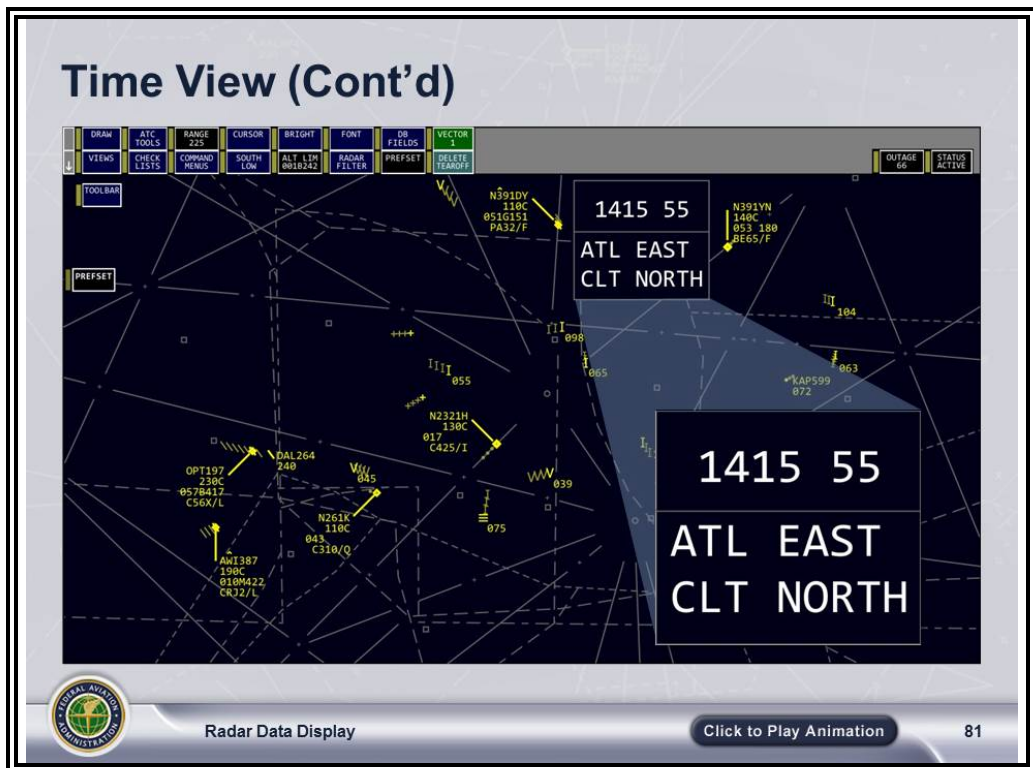 Time View (Cont'd)
DRAW
ATC TOOLS
RANGE 225
CURSOR
BRIGHT
FONT
DB FIELDS
VECTOR 1
VIEWS
CHECK LISTS
COMMAND MENUS
SOUTH LOW
ALT LIM 001B242
RADAR FILTER
PREFSET
DELETE TEAROFF
OUTAGE 66
STATUS ACTIVE
TOOLBAR
PREFSET
N391DY
110C
051G151
PA32/F
1415 55
ATL EAST
CLT NORTH
N391YN
140C
053 180
BE65/F
104
098
065
063
055
KAP599
072
N2321H
130C
017
C425/I
DAL264
240
OPT197
230C
057B417
C56X/L
045
039
N261K
110C
043
C310/Q
075
AWI387
190C
010M422
CRJ2/L
1415 55
ATL EAST
CLT NORTH
FEDERAL AVIATION ADMINISTRATION
Radar Data Display
Click to Play Animation
81